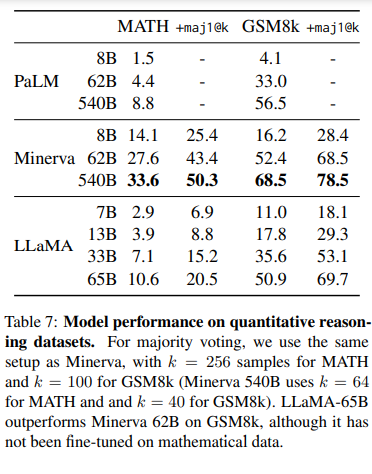 MATH +maj1@k GSM8k +maj1@k
8B 1.5 - 4.1 -
PaLM 62B 4.4 - 33.0 -
540B 8.8 - 56.5 -
8B 14.1 25.4 16.2 28.4
Minerva 62B 27.6 43.4 52.4 68.5
540B 33.6 50.3 68.5 78.5
7B 2.9 6.9 11.0 18.1
LLaMA 13B 3.9 8.8 17.8 29.3
33B 7.1 15.2 35.6 53.1
65B 10.6 20.5 50.9 69.7
Table 7: Model performance on quantitative reason-
ing datasets. For majority voting, we use the same
setup as Minerva, with k = 256 samples for MATH
and k = 100 for GSM8k (Minerva 540B uses k = 64
for MATH and and k = 40 for GSM8k). LLaMA-65B
outperforms Minerva 62B on GSM8k, although it has
not been fine-tuned on mathematical data.